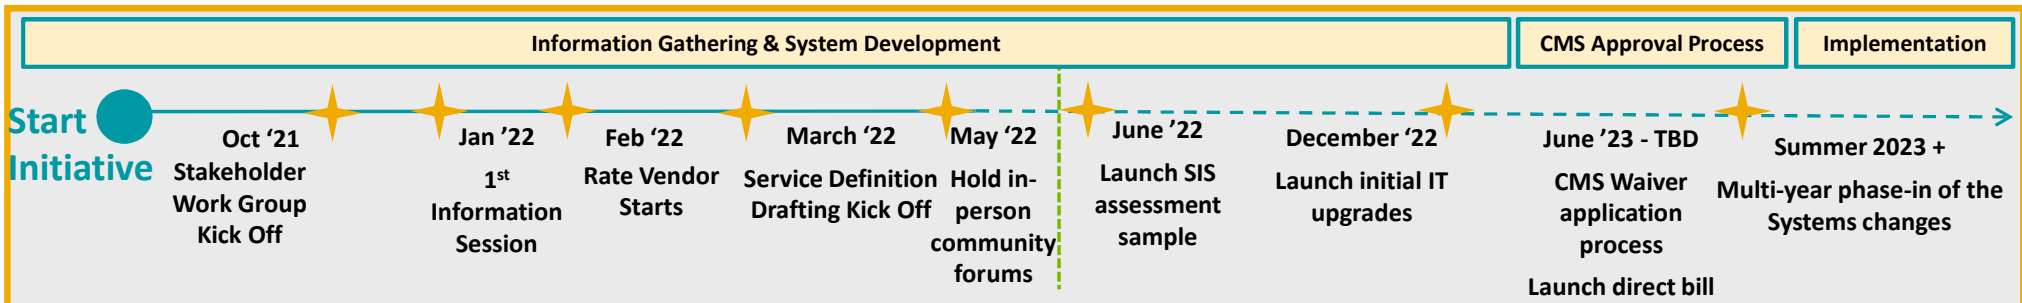 Information Gathering & System Development
CMS Approval Process
Implementation
Start
Initiative
Oct ‘21
Stakeholder
Work Group
Kick Off
Jan ’22
1st
Information
Session
Feb ‘22
Rate Vendor
Starts
March ‘22
Service Definition
Drafting Kick Off
May ‘22
Hold in-
person
community
forums
June ’22
Launch SIS
assessment
sample
December ‘22
Launch initial IT
upgrades
June ’23 - TBD
CMS Waiver
application
process
Launch direct bill
Summer 2023 +
Multi-year phase-in of the
Systems changes